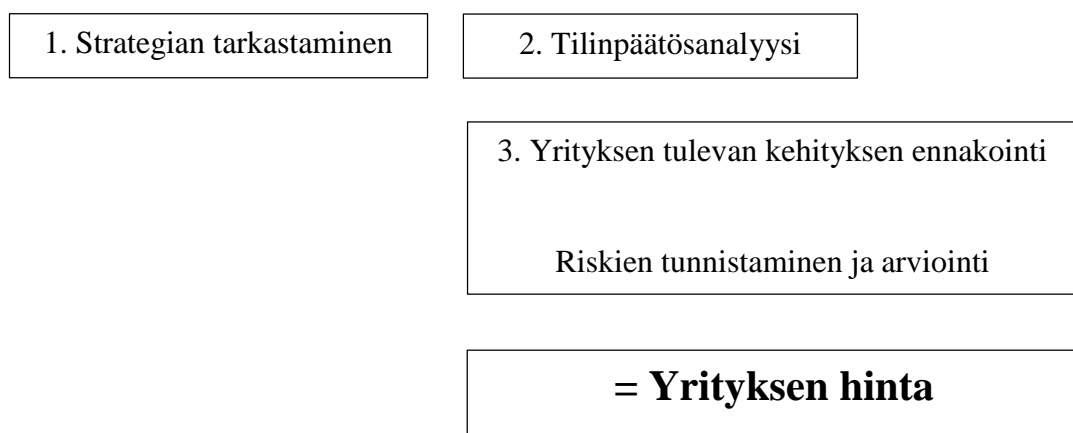 1. Strategian tarkastaminen
2. Tilinpäätösanalyysi
3. Yrityksen tulevan kehityksen ennakointi
Riskien tunnistaminen ja arviointi
= Yrityksen hinta